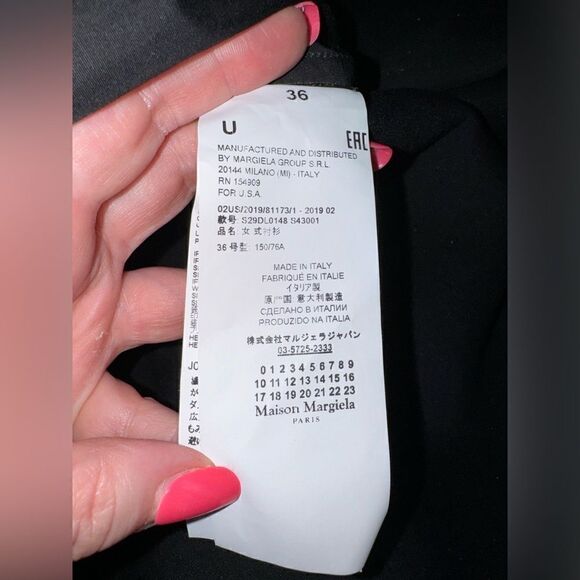 36
U
EAC
MANUFACTURED AND DISTRIBUTED
BY MARGIELA GROUP S.R.L.
20144 MILANO (MI) - ITALY
RN 154909
FOR U.S.A.
02US/2019/81173/1 - 2019 02
款号 S29DL0148 S43001
品名 女式衬衫
36 号型: 150/76A
MADE IN ITALY
FABRIQUÉ EN ITALIE
イタリア製
原产国 意大利製造
СДЕЛАНО В ИТАЛИИ
PRODUZIDO NA ITALIA
株式会社マルジェラジャパン
03-5725-2333
0 1 2 3 4 5 6 7 8 9
10 11 12 13 14 15 16
17 18 19 20 21 22 23
Maison Margiela
PARIS